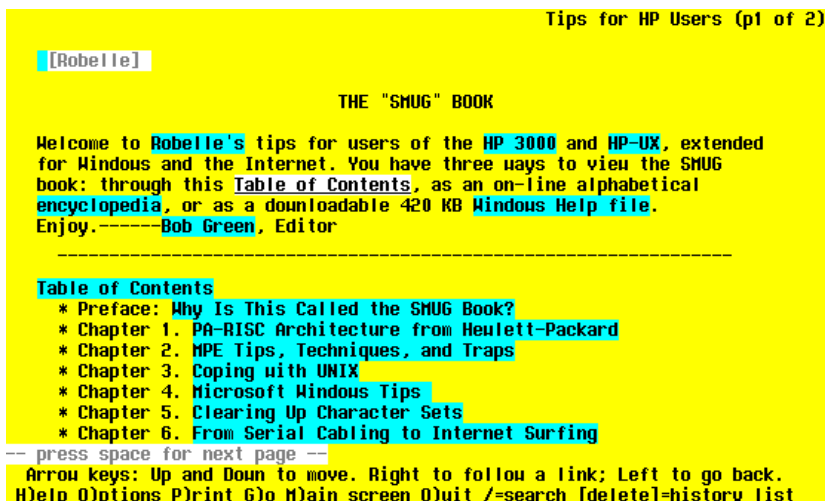 Tips for HP Users (p1 of 2)
[Robelle]
THE "SMUG" BOOK
Welcome to Robelle's tips for users of the HP 3000 and HP-UX, extended
for Windows and the Internet. You have three ways to view the SMUG
book: through this Table of Contents, as an on-line alphabetical
encyclopedia, or as a downloadable 420 KB Windows Help file.
Enjoy.------Bob Green, Editor
Table of Contents
* Preface: Why Is This Called the SMUG Book?
* Chapter 1. PA-RISC Architecture from Hewlett-Packard
* Chapter 2. MPE Tips, Techniques, and Traps
* Chapter 3. Coping with UNIX
* Chapter 4. Microsoft Windows Tips
* Chapter 5. Clearing Up Character Sets
* Chapter 6. From Serial Cabling to Internet Surfing
-- press space for next page --
Arrow keys: Up and Down to move. Right to follow a link; Left to go back.
H)elp O)ptions P)rint G)o M)ain screen Q)uit /=search [delete]=history list